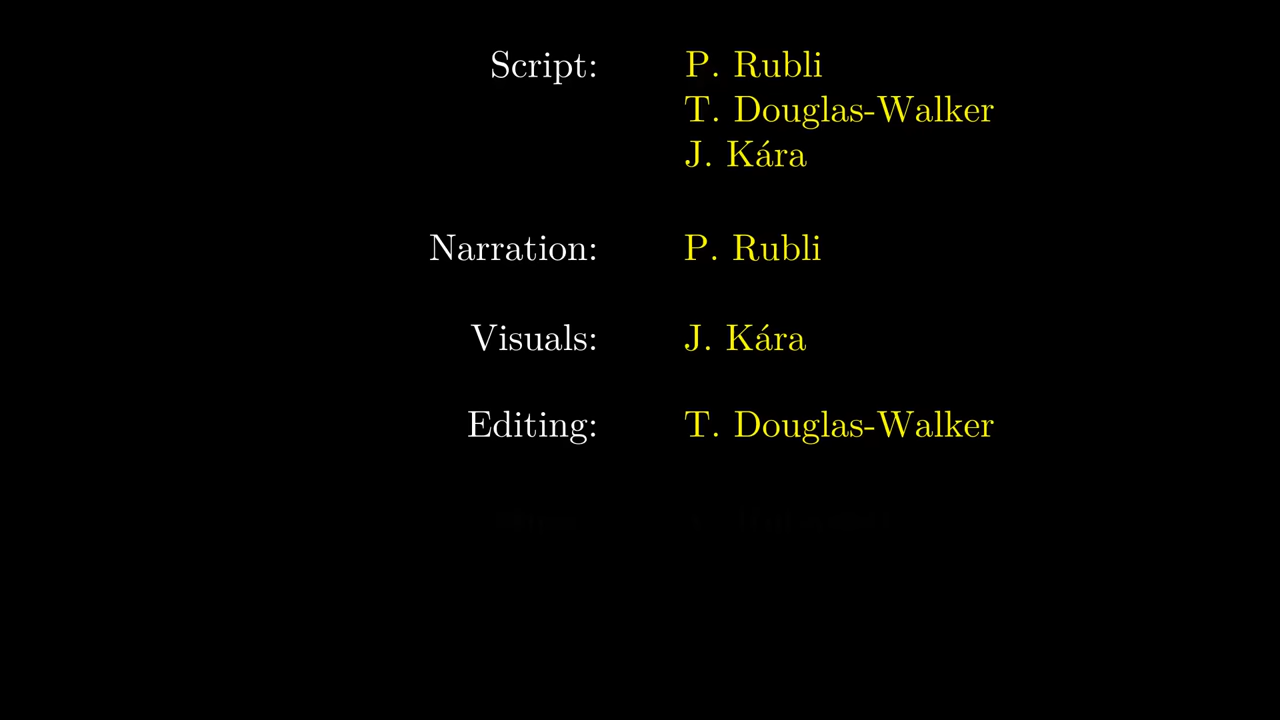 Script: P. Rubli
T. Douglas-Walker
J. Kára
Narration: P. Rubli
Visuals: J. Kára
Editing: T. Douglas-Walker